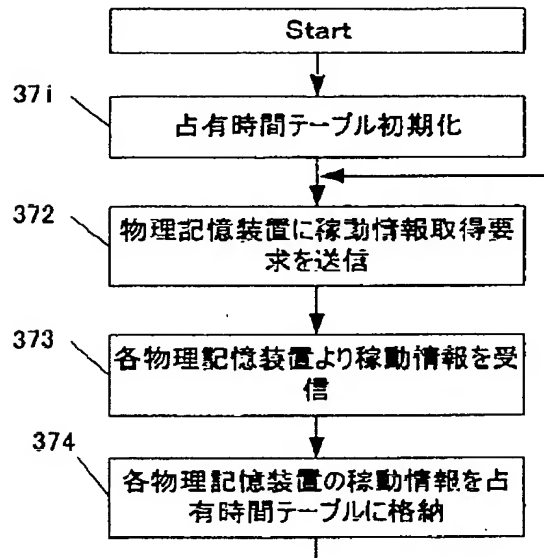 Start
37i
占有時間テーブル初期化
372
物理記憶装置に稼動情報取得要
求を送信
373
各物理記憶装置より稼動情報を受
信
374
各物理記憶装置の稼動情報を占
有時間テーブルに格納